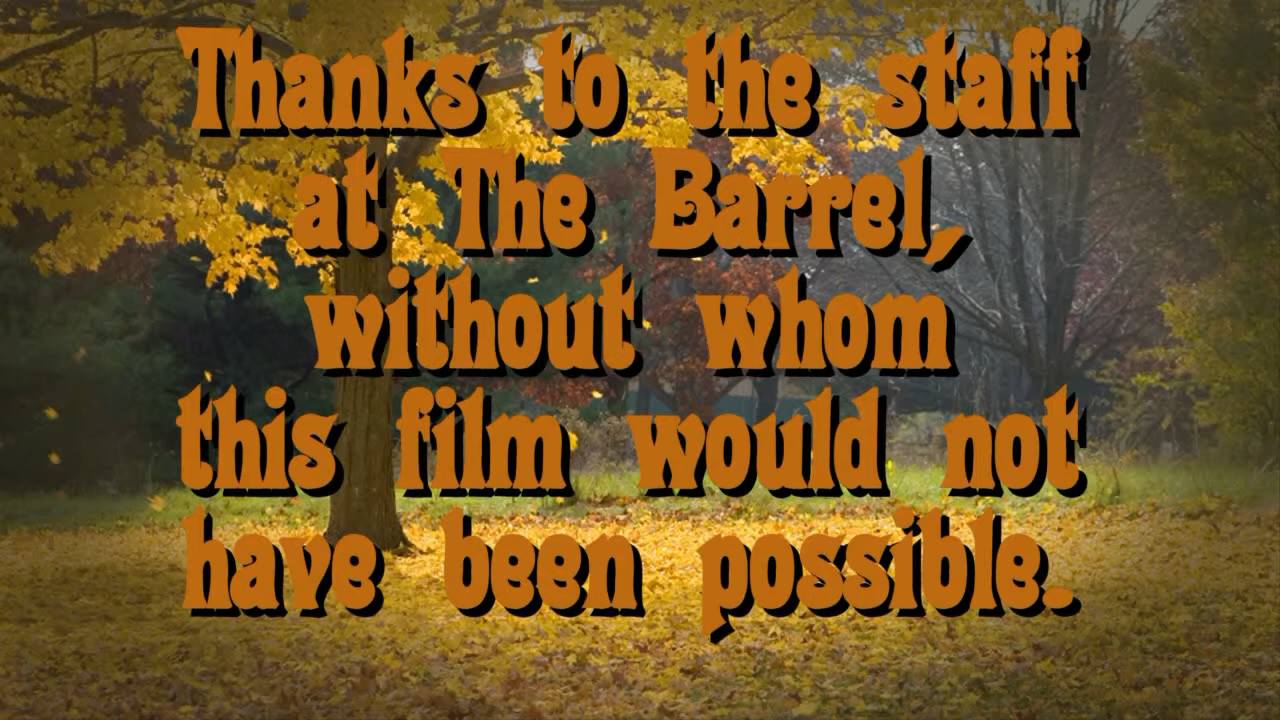 Thanks to the staff
at The Barrel,
without whom
this film would not
have been possible.